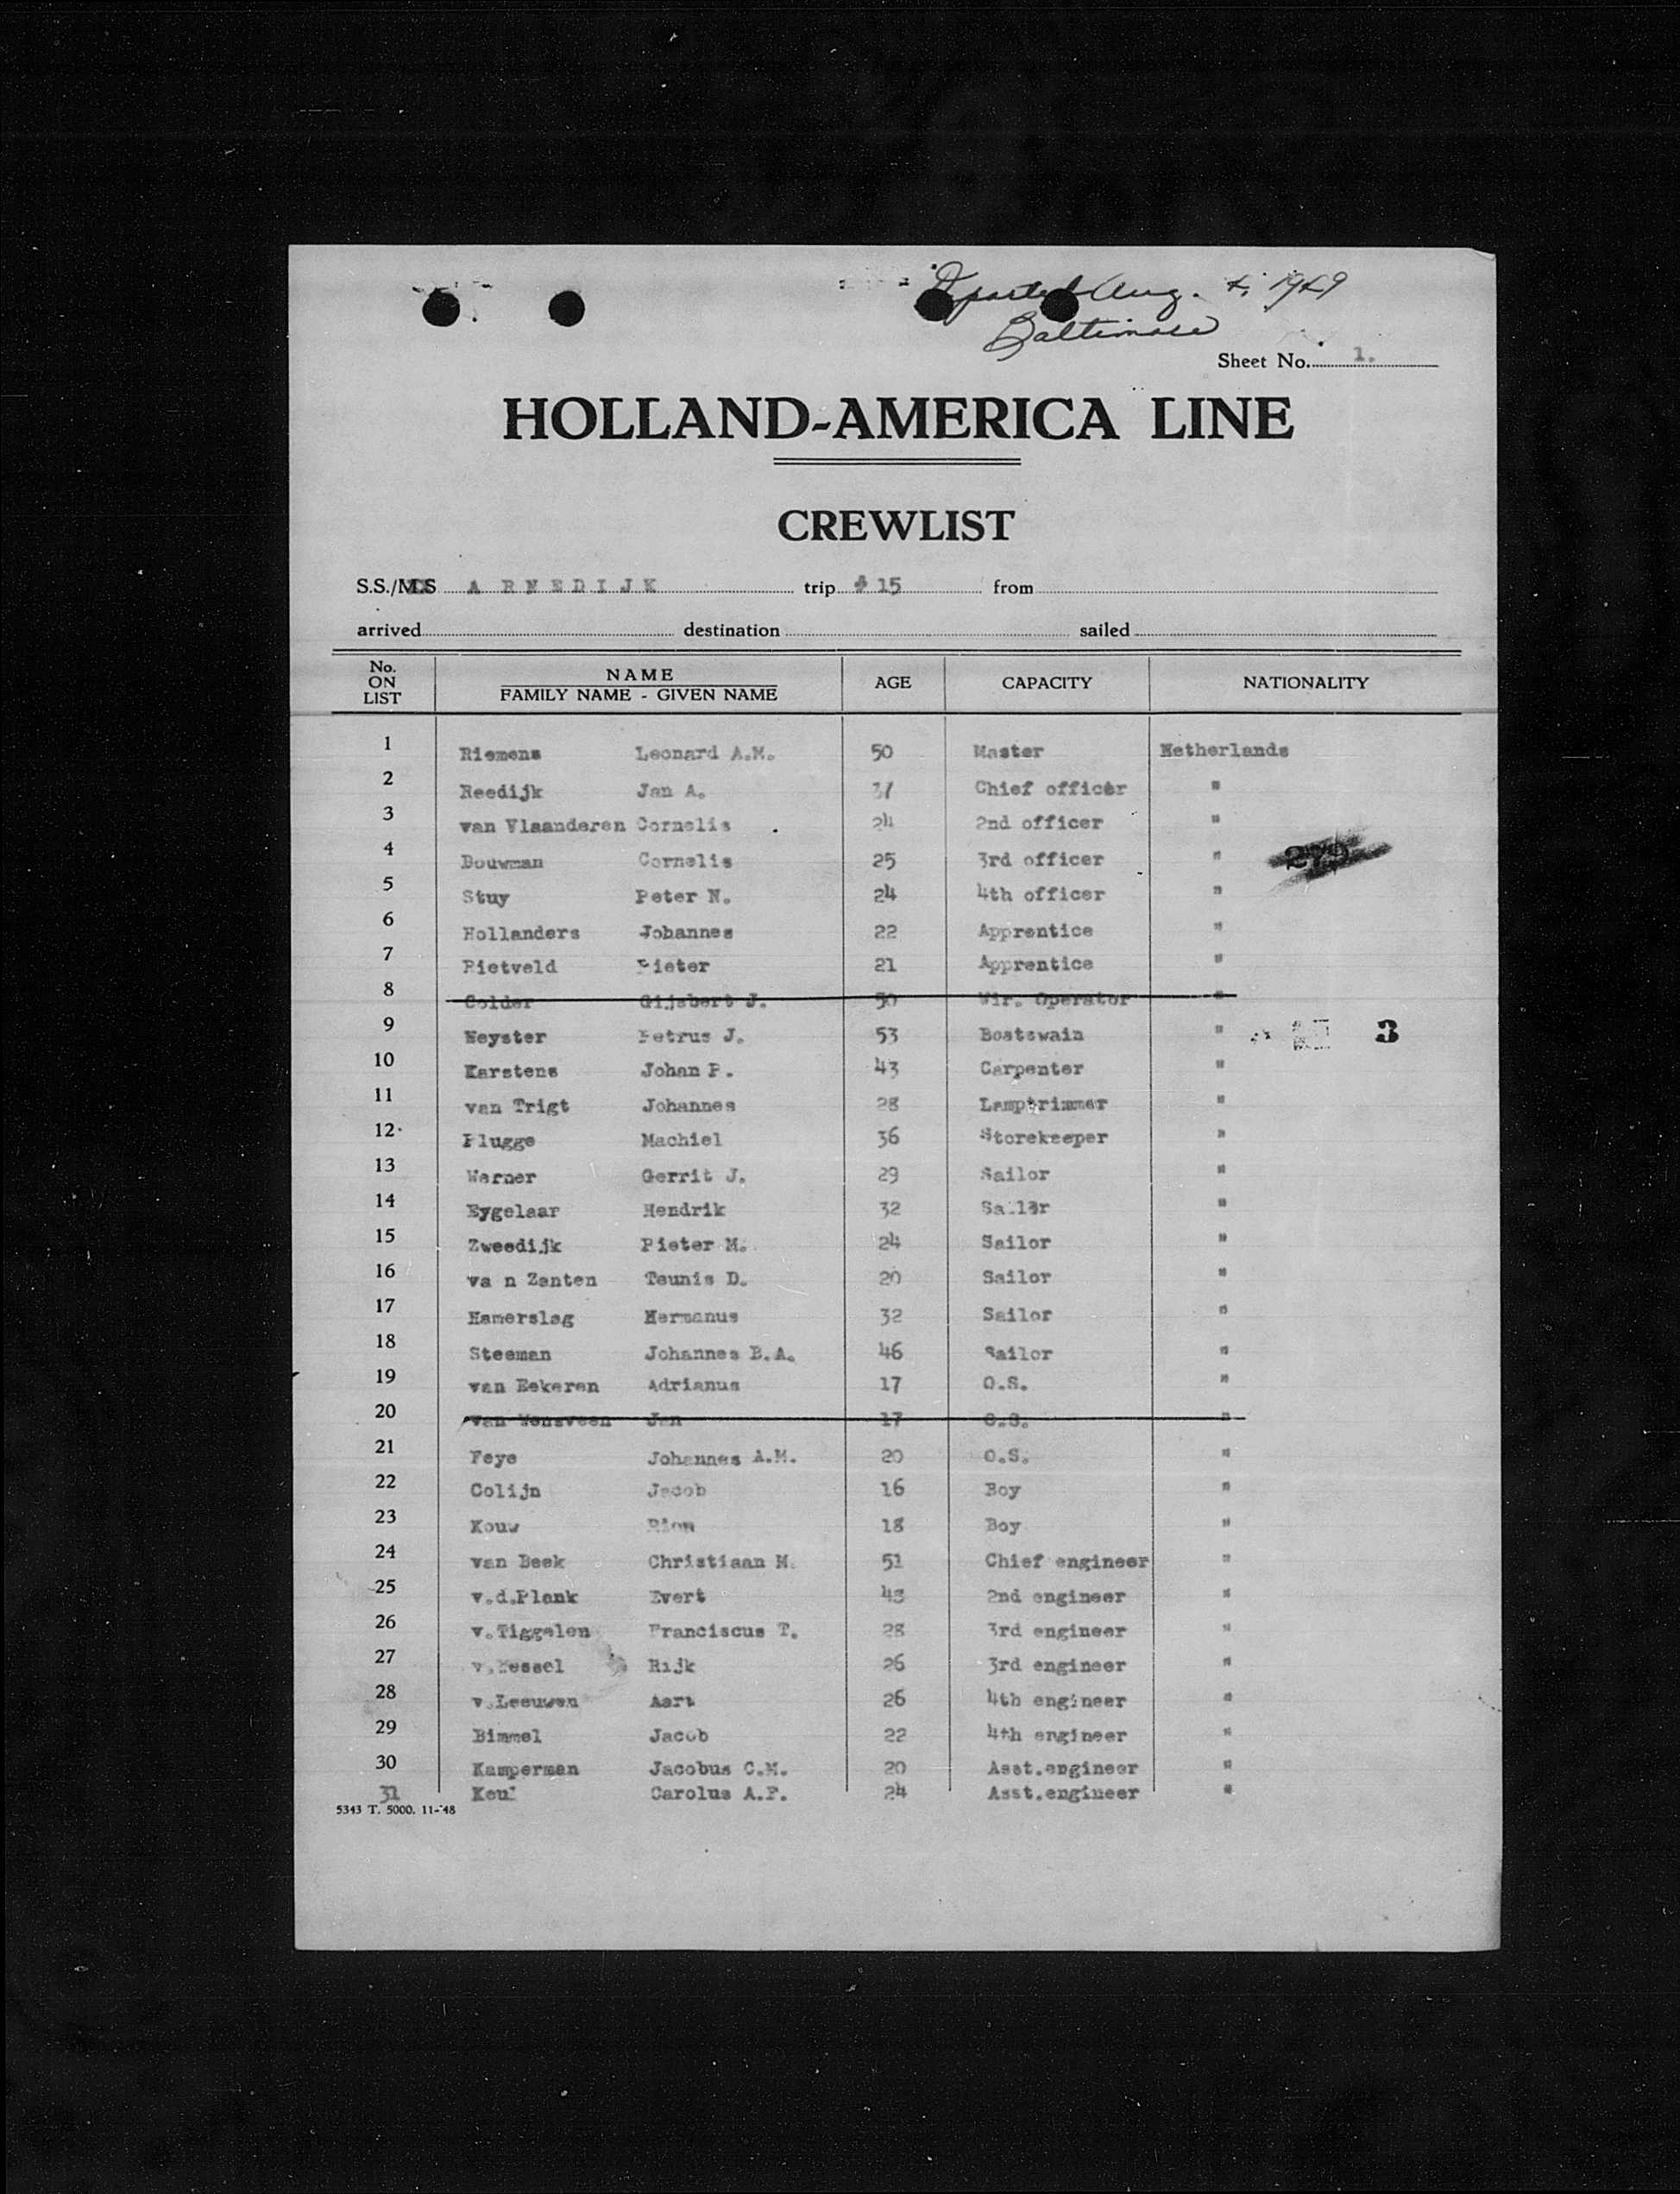 Departed Aug. 4, 1949
Baltimore
Sheet No. 1.
HOLLAND-AMERICA LINE
CREWLIST
S.S./M.S ARNEDIJK trip # 15 from
arrived destination sailed
No. ON LIST NAME FAMILY NAME - GIVEN NAME AGE CAPACITY NATIONALITY
1 Riemens Leonard A.M. 50 Master Netherlands
2 Reedijk Jan A. 37 Chief officer "
3 van Vlaanderen Cornelis 24 2nd officer "
4 Bouwman Cornelis 25 3rd officer "
5 Stuy Peter N. 24 4th officer "
6 Hollanders Johannes 22 Apprentice "
7 Rietveld Pieter 21 Apprentice "
8 Colder Gijsbert J. 50 Wir. Operator "
9 Neyster Petrus J. 53 Boatswain " 3
10 Karstens Johan P. 43 Carpenter "
11 van Trigt Johannes 28 Lamptrimmer "
12 Plugge Machiel 36 Storekeeper "
13 Warner Gerrit J. 29 Sailor "
14 Eygelaar Hendrik 32 Sailor "
15 Zweedijk Pieter M. 24 Sailor "
16 va n Zanten Teunis D. 20 Sailor "
17 Hamerslag Hermanus 32 Sailor "
18 Steeman Johannes B.A. 46 Sailor "
19 van Eekeren Adrianus 17 O.S. "
20 van Jan 17 O.S. "
21 Feye Johannes A.M. 20 O.S. "
22 Colijn Jacob 16 Boy "
23 Kouw 18 Boy "
24 van Beek Christiaan M. 51 Chief engineer "
25 v.d.Plank Evert 43 2nd engineer "
26 v.Tiggelen Franciscus T. 28 3rd engineer "
27 v.Kessel Rijk 26 3rd engineer "
28 v.Leeuwen Aart 26 4th engineer "
29 Bimmel Jacob 22 4th engineer "
30 Kamperman Jacobus C.M. 20 Asst.engineer "
31 Carolus A.F. 24 Asst.engineer "
5343 T. 5000. 11-'48